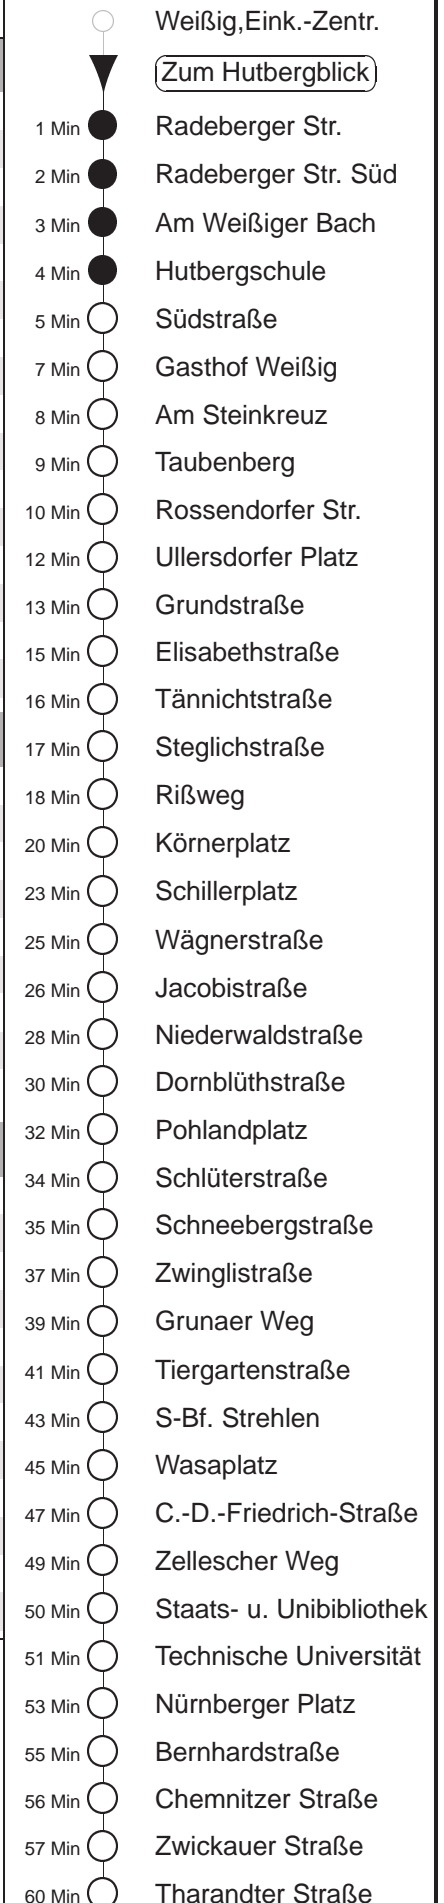 Weißig,Eink.-Zentr.
Zum Hutbergblick
1 Min Radeberger Str.
2 Min Radeberger Str. Süd
3 Min Am Weißiger Bach
4 Min Hutbergschule
5 Min Südstraße
7 Min Gasthof Weißig
8 Min Am Steinkreuz
9 Min Taubenberg
10 Min Rossendorfer Str.
12 Min Ullersdorfer Platz
13 Min Grundstraße
15 Min Elisabethstraße
16 Min Tännichtstraße
17 Min Steglichstraße
18 Min Rißweg
20 Min Körnerplatz
23 Min Schillerplatz
25 Min Wägnerstraße
26 Min Jacobistraße
28 Min Niederwaldstraße
30 Min Dornblüthstraße
32 Min Pohlandplatz
34 Min Schlüterstraße
35 Min Schneebergstraße
37 Min Zwinglistraße
39 Min Grunaer Weg
41 Min Tiergartenstraße
43 Min S-Bf. Strehlen
45 Min Wasaplatz
47 Min C.-D.-Friedrich-Straße
49 Min Zellescher Weg
50 Min Staats- u. Unibibliothek
51 Min Technische Universität
53 Min Nürnberger Platz
55 Min Bernhardstraße
56 Min Chemnitzer Straße
57 Min Zwickauer Straße
60 Min Tharandter Straße